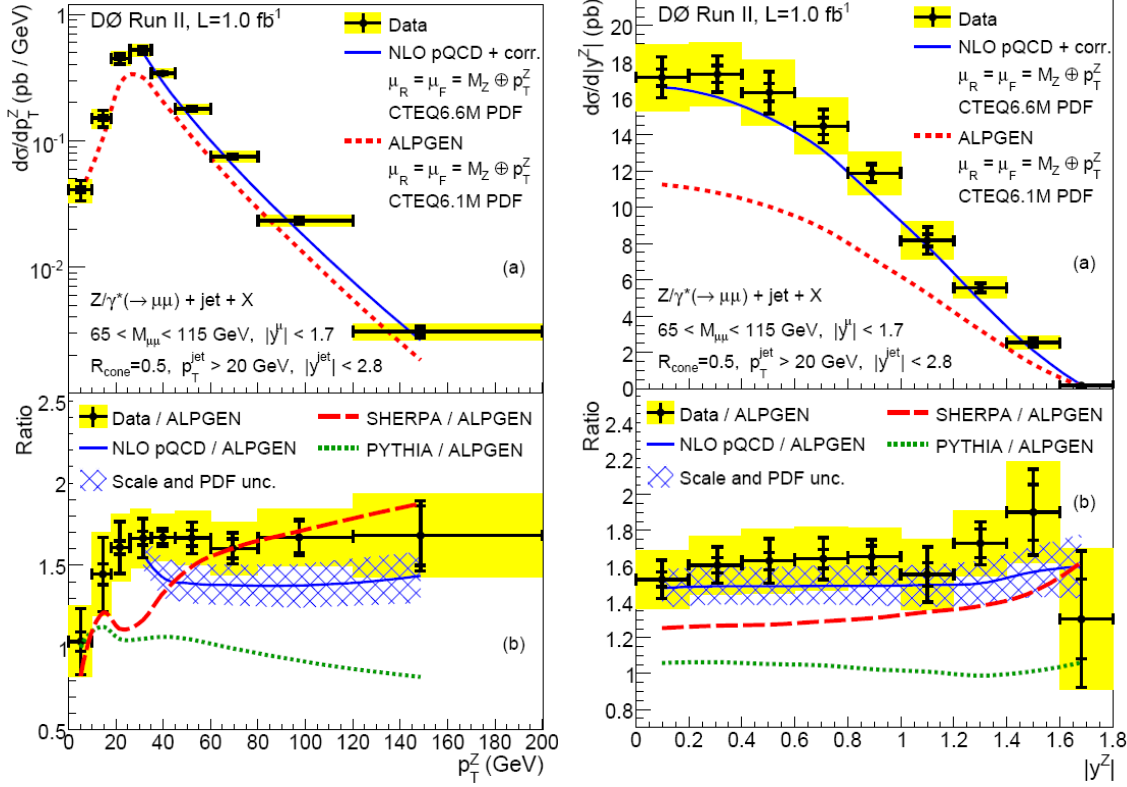 DØ Run II, L=1.0 fb¹
Data
NLO pQCD + corr.
μR = μF = MZ ⊕ pTZ
CTEQ6.6M PDF
ALPGEN
μR = μF = MZ ⊕ pTZ
CTEQ6.1M PDF
dσ/dpTZ (pb / GeV)
1
10-1
10-2
(a)
Z/γ*(→ μμ) + jet + X
65 < Mμμ < 115 GeV, |yμ| < 1.7
Rcone=0.5, pTjet > 20 GeV, |yjet| < 2.8
Ratio
2.5
2
1.5
1
0.5
Data / ALPGEN
NLO pQCD / ALPGEN
Scale and PDF unc.
SHERPA / ALPGEN
PYTHIA / ALPGEN
(b)
0 20 40 60 80 100 120 140 160 180 200
pTZ (GeV)
DØ Run II, L=1.0 fb¹
Data
NLO pQCD + corr.
μR = μF = MZ ⊕ pTZ
CTEQ6.6M PDF
ALPGEN
μR = μF = MZ ⊕ pTZ
CTEQ6.1M PDF
dσ/d|yZ| (pb)
22
20
18
16
14
12
10
8
6
4
2
0
(a)
Z/γ*(→ μμ) + jet + X
65 < Mμμ < 115 GeV, |yμ| < 1.7
Rcone=0.5, pTjet > 20 GeV, |yjet| < 2.8
Ratio
2.4
2.2
2
1.8
1.6
1.4
1.2
1
0.8
Data / ALPGEN
NLO pQCD / ALPGEN
Scale and PDF unc.
SHERPA / ALPGEN
PYTHIA / ALPGEN
(b)
0 0.2 0.4 0.6 0.8 1 1.2 1.4 1.6 1.8
|yZ|